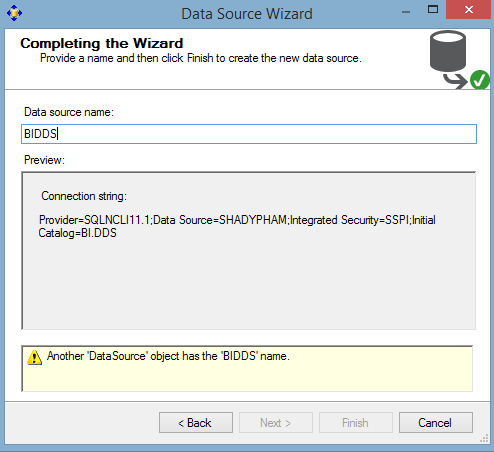 Data Source Wizard
Completing the Wizard
Provide a name and then click Finish to create the new data source.
Data source name:
BIDDS
Preview:
Connection string:
Provider=SQLNCLI11.1;Data Source=SHADYPHAM;Integrated Security=SSPI;Initial
Catalog=BI.DDS
Another 'DataSource' object has the 'BIDDS' name.
< Back
Next >
Finish
Cancel